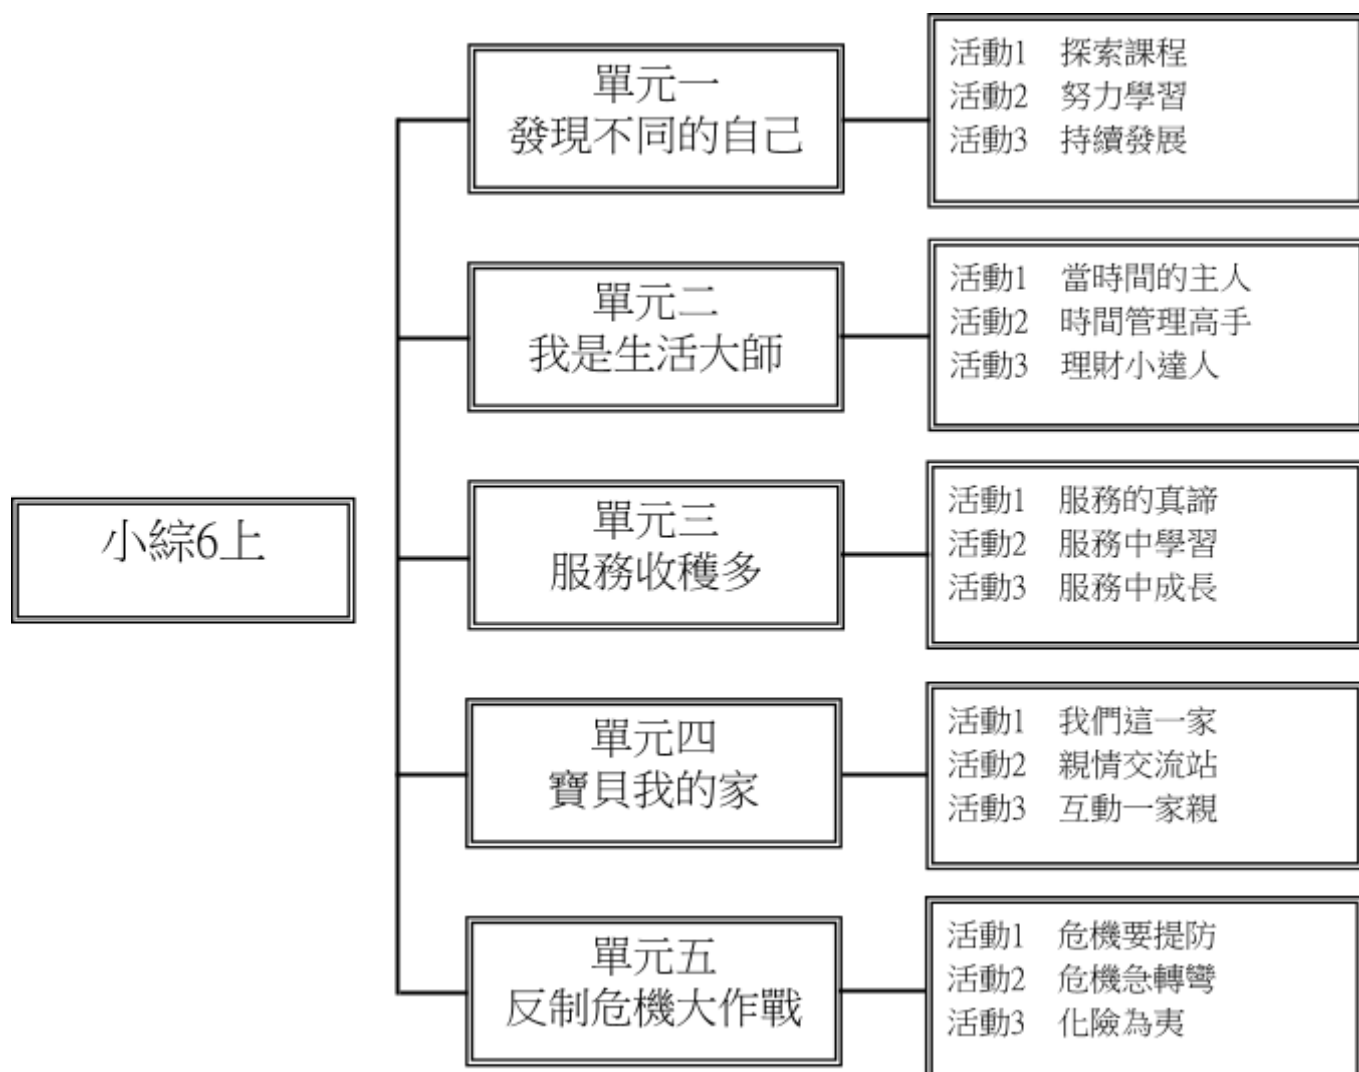 小綜6上
單元一
發現不同的自己
活動1 探索課程
活動2 努力學習
活動3 持續發展
單元二
我是生活大師
活動1 當時間的主人
活動2 時間管理高手
活動3 理財小達人
單元三
服務收穫多
活動1 服務的真諦
活動2 服務中學習
活動3 服務中成長
單元四
寶貝我的家
活動1 我們這一家
活動2 親情交流站
活動3 互動一家親
單元五
反制危機大作戰
活動1 危機要提防
活動2 危機急轉彎
活動3 化險為夷